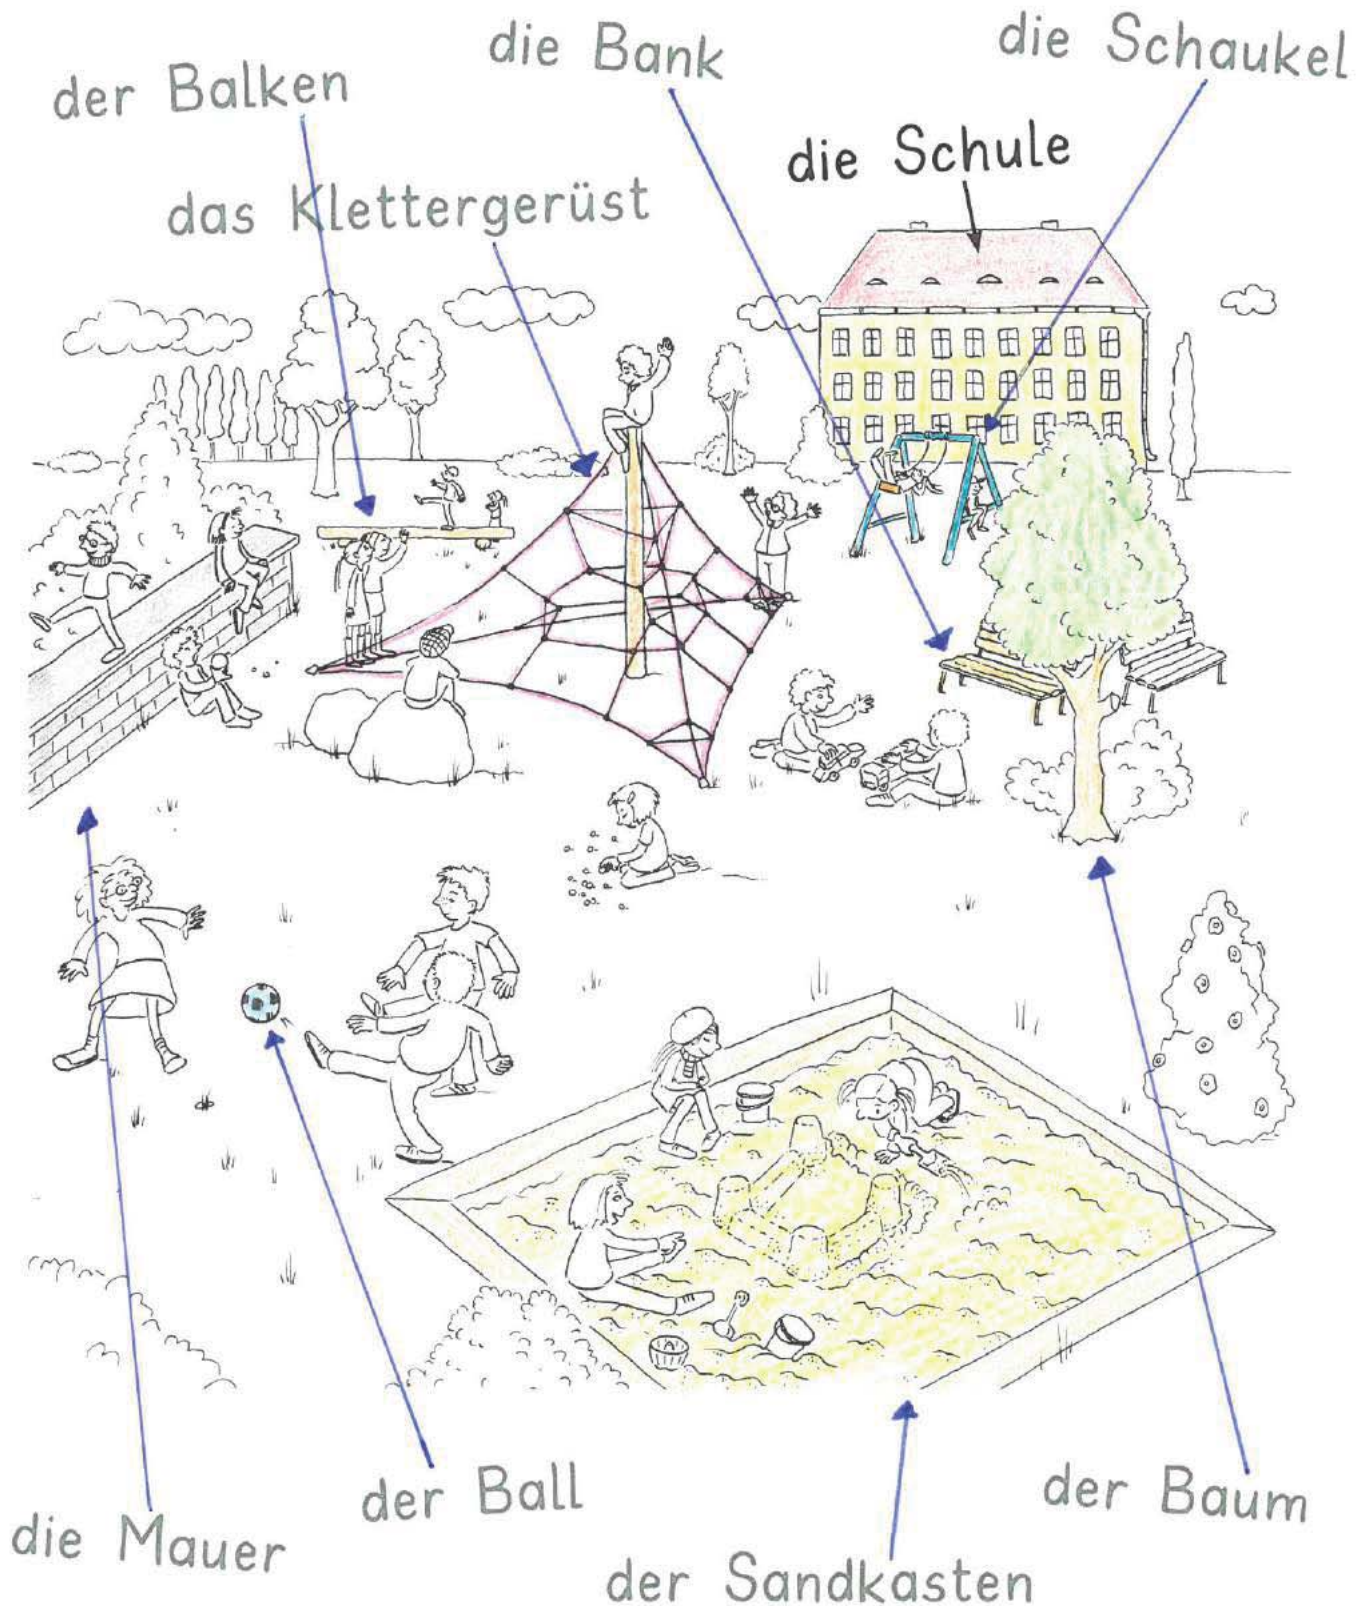 die Bank
die Schaukel
der Balken
die Schule
das Klettergerüst
die Mauer
der Ball
der Baum
der Sandkasten